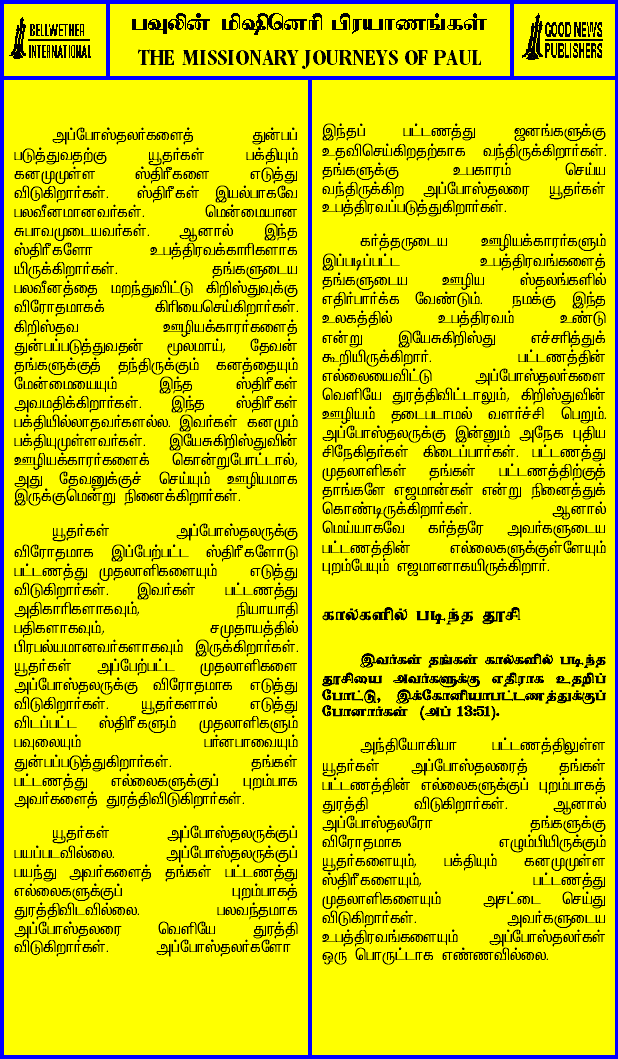 BELLWETHER
INTERNATIONAL
பவுலின் மிஷினெரி பிரயாணங்கள்
THE MISSIONARY JOURNEYS OF PAUL
GOOD NEWS
PUBLISHERS
அப்போஸ்தலர்களைத் துன்பப்
படுத்துவதற்கு யூதர்கள் பக்தியும்
கனமுமுள்ள ஸ்திரீகளை எடுத்து
விடுகிறார்கள். ஸ்திரீகள் இயல்பாகவே
பலவீனமானவர்கள். மென்மையான
சுபாவமுடையவர்கள். ஆனால் இந்த
ஸ்திரீகளோ உபத்திரவக்காரிகளாக
யிருக்கிறார்கள். தங்களுடைய
பலவீனத்தை மறந்துவிட்டு கிறிஸ்துவுக்கு
விரோதமாகக் கிரியைசெய்கிறார்கள்.
கிறிஸ்தவ ஊழியக்காரர்களைத்
துன்பப்படுத்துவதன் மூலமாய், தேவன்
தங்களுக்குத் தந்திருக்கும் கனத்தையும்
மேன்மையையும் இந்த ஸ்திரீகள்
அவமதிக்கிறார்கள். இந்த ஸ்திரீகள்
பக்தியில்லாதவர்களல்ல. இவர்கள் கனமும்
பக்தியுமுள்ளவர்கள். இயேசுகிறிஸ்துவின்
ஊழியக்காரர்களைக் கொன்றுபோட்டால்,
அது தேவனுக்குச் செய்யும் ஊழியமாக
இருக்குமென்று நினைக்கிறார்கள்.
யூதர்கள் அப்போஸ்தலருக்கு
விரோதமாக இப்பேற்பட்ட ஸ்திரீகளோடு
பட்டணத்து முதலாளிகளையும் எடுத்து
விடுகிறார்கள். இவர்கள் பட்டணத்து
அதிகாரிகளாகவும், நியாயாதி
பதிகளாகவும், சமுதாயத்தில்
பிரபல்யமானவர்களாகவும் இருக்கிறார்கள்.
யூதர்கள் அப்பேற்பட்ட முதலாளிகளை
அப்போஸ்தலருக்கு விரோதமாக எடுத்து
விடுகிறார்கள். யூதர்களால் எடுத்து
விடப்பட்ட ஸ்திரீகளும் முதலாளிகளும்
பவுலையும் பர்னபாவையும்
துன்பப்படுத்துகிறார்கள். தங்கள்
பட்டணத்து எல்லைகளுக்குப் புறம்பாக
அவர்களைத் துரத்திவிடுகிறார்கள்.
யூதர்கள் அப்போஸ்தலருக்குப்
பயப்படவில்லை. அப்போஸ்தலருக்குப்
பயந்து அவர்களைத் தங்கள் பட்டணத்து
எல்லைகளுக்குப் புறம்பாகத்
துரத்திவிடவில்லை. பலவந்தமாக
அப்போஸ்தலரை வெளியே துரத்தி
விடுகிறார்கள். அப்போஸ்தலர்களோ
இந்தப் பட்டணத்து ஜனங்களுக்கு
உதவிசெய்கிறதற்காக வந்திருக்கிறார்கள்.
தங்களுக்கு உபகாரம் செய்ய
வந்திருக்கிற அப்போஸ்தலரை யூதர்கள்
உபத்திரவப்படுத்துகிறார்கள்.
கர்த்தருடைய ஊழியக்காரர்களும்
இப்படிப்பட்ட உபத்திரவங்களைத்
தங்களுடைய ஊழிய ஸ்தலங்களில்
எதிர்பார்க்க வேண்டும். நமக்கு இந்த
உலகத்தில் உபத்திரவம் உண்டு
என்று இயேசுகிறிஸ்து எச்சரித்துக்
கூறியிருக்கிறார். பட்டணத்தின்
எல்லையைவிட்டு அப்போஸ்தலர்களை
வெளியே துரத்திவிட்டாலும், கிறிஸ்துவின்
ஊழியம் தடைபடாமல் வளர்ச்சி பெறும்.
அப்போஸ்தலருக்கு இன்னும் அநேக புதிய
சிநேகிதர்கள் கிடைப்பார்கள். பட்டணத்து
முதலாளிகள் தங்கள் பட்டணத்திற்குத்
தாங்களே எஜமான்கள் என்று நினைத்துக்
கொண்டிருக்கிறார்கள். ஆனால்
மெய்யாகவே கர்த்தரே அவர்களுடைய
பட்டணத்தின் எல்லைகளுக்குள்ளேயும்
புறம்பேயும் எஜமானாகயிருக்கிறார்.
கால்களில் படிந்த தூசி
இவர்கள் தங்கள் கால்களில் படிந்த
தூசியை அவர்களுக்கு எதிராக உதறிப்
போட்டு, இக்கோனியாபட்டணத்துக்குப்
போனார்கள் (அப் 13:51).
அந்தியோகியா பட்டணத்திலுள்ள
யூதர்கள் அப்போஸ்தலரைத் தங்கள்
பட்டணத்தின் எல்லைகளுக்குப் புறம்பாகத்
துரத்தி விடுகிறார்கள். ஆனால்
அப்போஸ்தலரோ தங்களுக்கு
விரோதமாக எழும்பியிருக்கும்
யூதர்களையும், பக்தியும் கனமுமுள்ள
ஸ்திரீகளையும், பட்டணத்து
முதலாளிகளையும் அசட்டை செய்து
விடுகிறார்கள். அவர்களுடைய
உபத்திரவங்களையும் அப்போஸ்தலர்கள்
ஒரு பொருட்டாக எண்ணவில்லை.